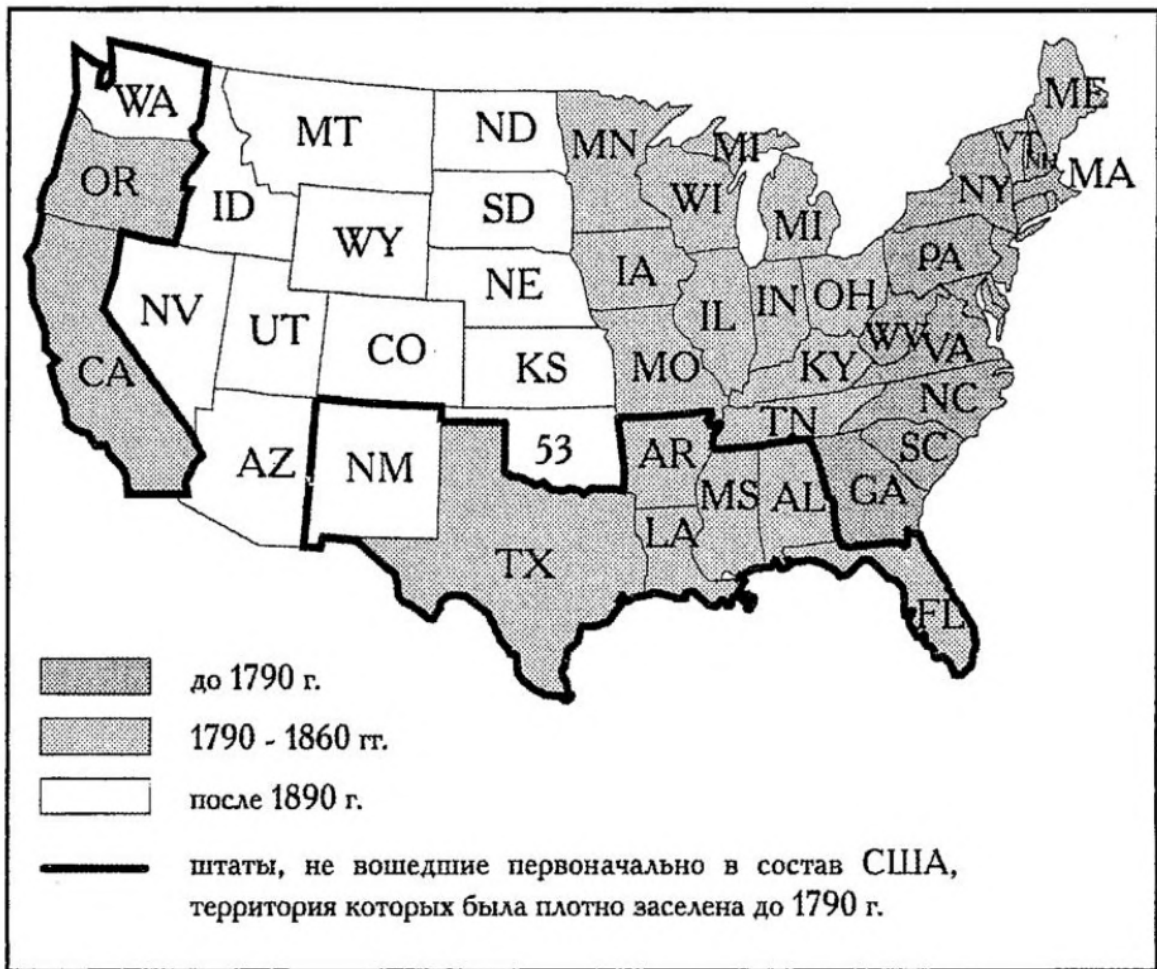 WA
MT
ND
MN
MI
ME
VT
NH
MA
OR
ID
SD
WI
MI
NY
WY
IA
PA
NE
NV
UT
CO
IL
IN
OH
WV
VA
CA
KS
MO
KY
NC
TN
AZ
NM
53
AR
SC
MS
AL
GA
LA
TX
FL
до 1790 г.
1790 - 1860 гг.
после 1890 г.
штаты, не вошедшие первоначально в состав США,
территория которых была плотно заселена до 1790 г.